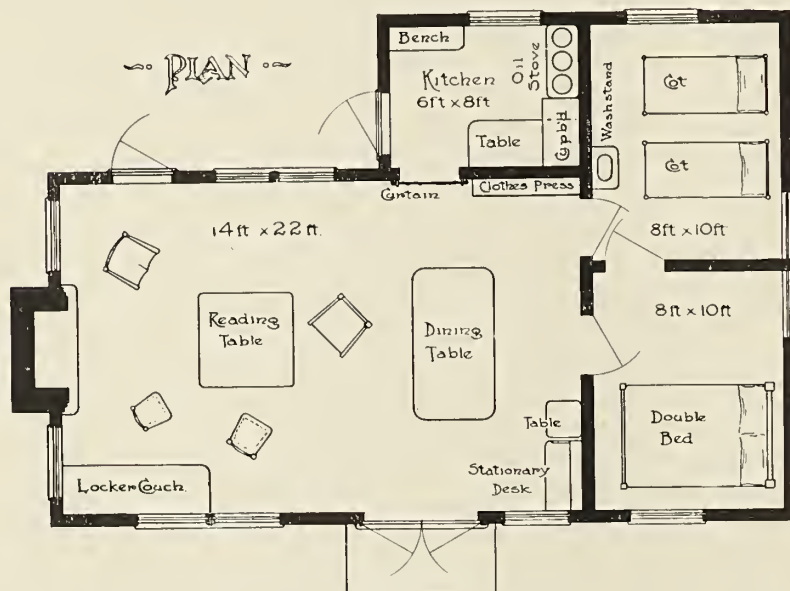 PLAN
Bench
Kitchen
6ft x 8ft
Oil
Stove
Table
Cupb'd
Washstand
Cot
Cot
Curtain
Clothes Press
14ft x 22ft.
8ft x 10ft
8ft x 10ft
Reading
Table
Dining
Table
Double
Bed
Table
Stationary
Desk
Locker Couch